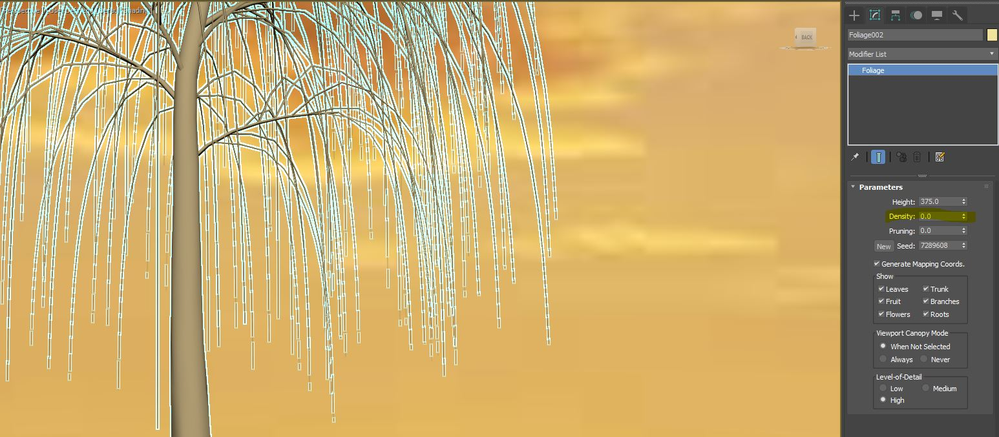 [Perspective] [User Defined] [Default Shading]
BACK
Foliage002
Modifier List
Foliage
Parameters
Height: 375.0
Density: 0.0
Pruning: 0.0
New Seed: 7289608
Generate Mapping Coords.
Show
Leaves Trunk
Fruit Branches
Flowers Roots
Viewport Canopy Mode
When Not Selected
Always Never
Level-of-Detail
Low Medium
High